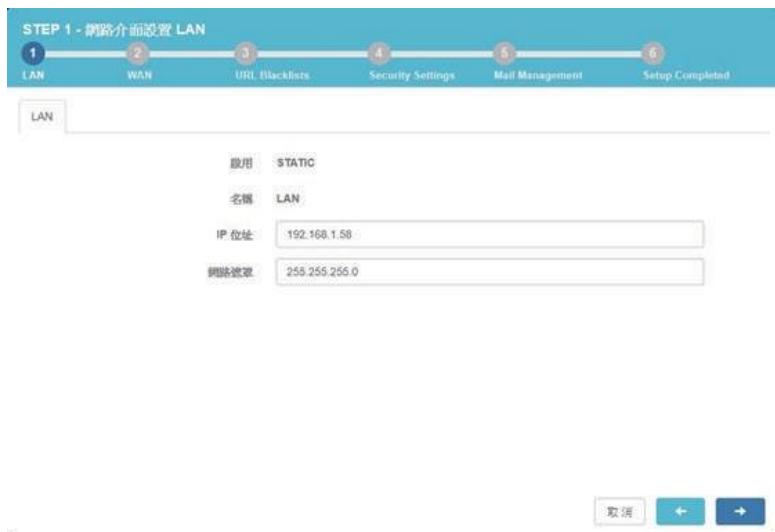 STEP 1 - 網路介面設置 LAN
1 2 3 4 5 6
LAN WAN URL Blacklists Security Settings Mail Management Setup Completed
LAN
啟用 STATIC
名稱 LAN
IP 位址 192.168.1.58
網路遮罩 255.255.255.0
取消